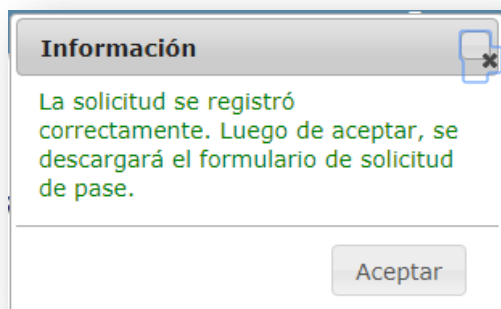 Información
La solicitud se registró
correctamente. Luego de aceptar, se
descargará el formulario de solicitud
de pase.
Aceptar